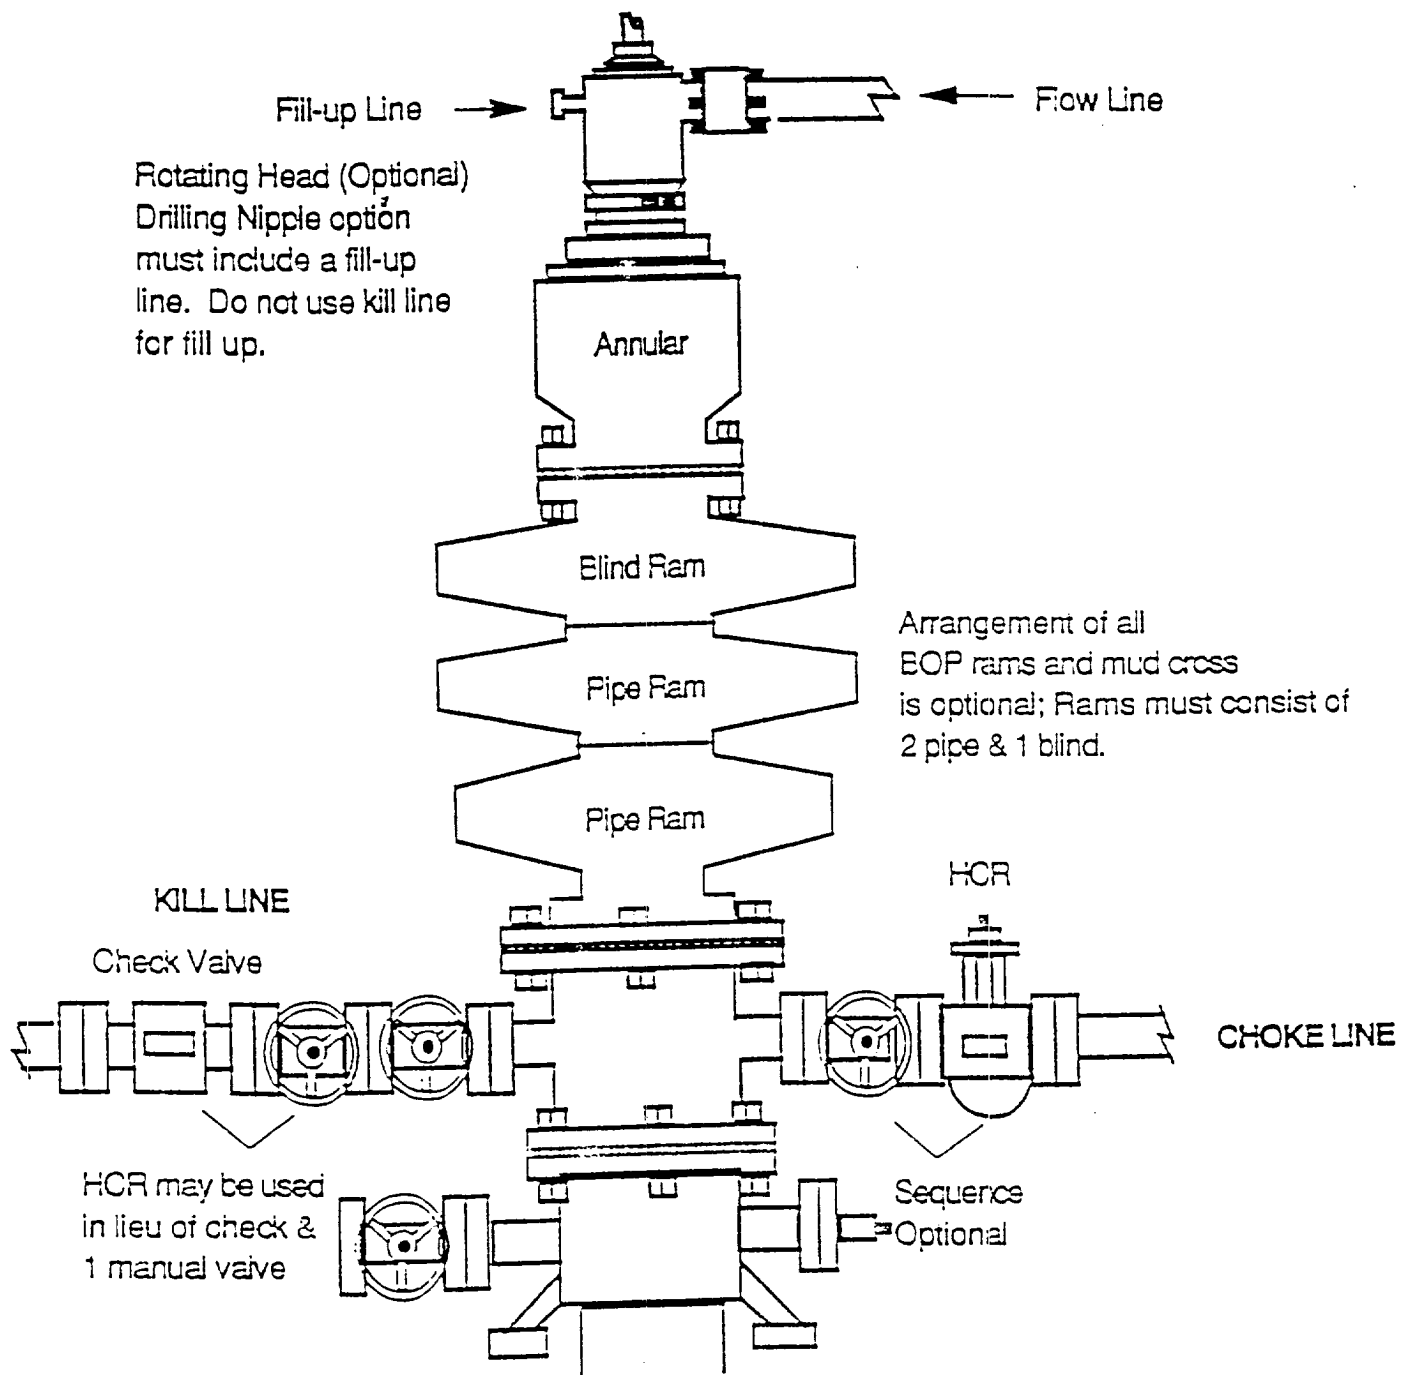 Fill-up Line
Flow Line
Rotating Head (Optional)
Drilling Nipple option
must include a fill-up
line. Do not use kill line
for fill up.
Annular
Blind Ram
Arrangement of all
BOP rams and mud cross
is optional; Rams must consist of
2 pipe & 1 blind.
Pipe Ram
Pipe Ram
HCR
KILL LINE
Check Valve
CHOKE LINE
HCR may be used
in lieu of check &
1 manual valve
Sequence
Optional